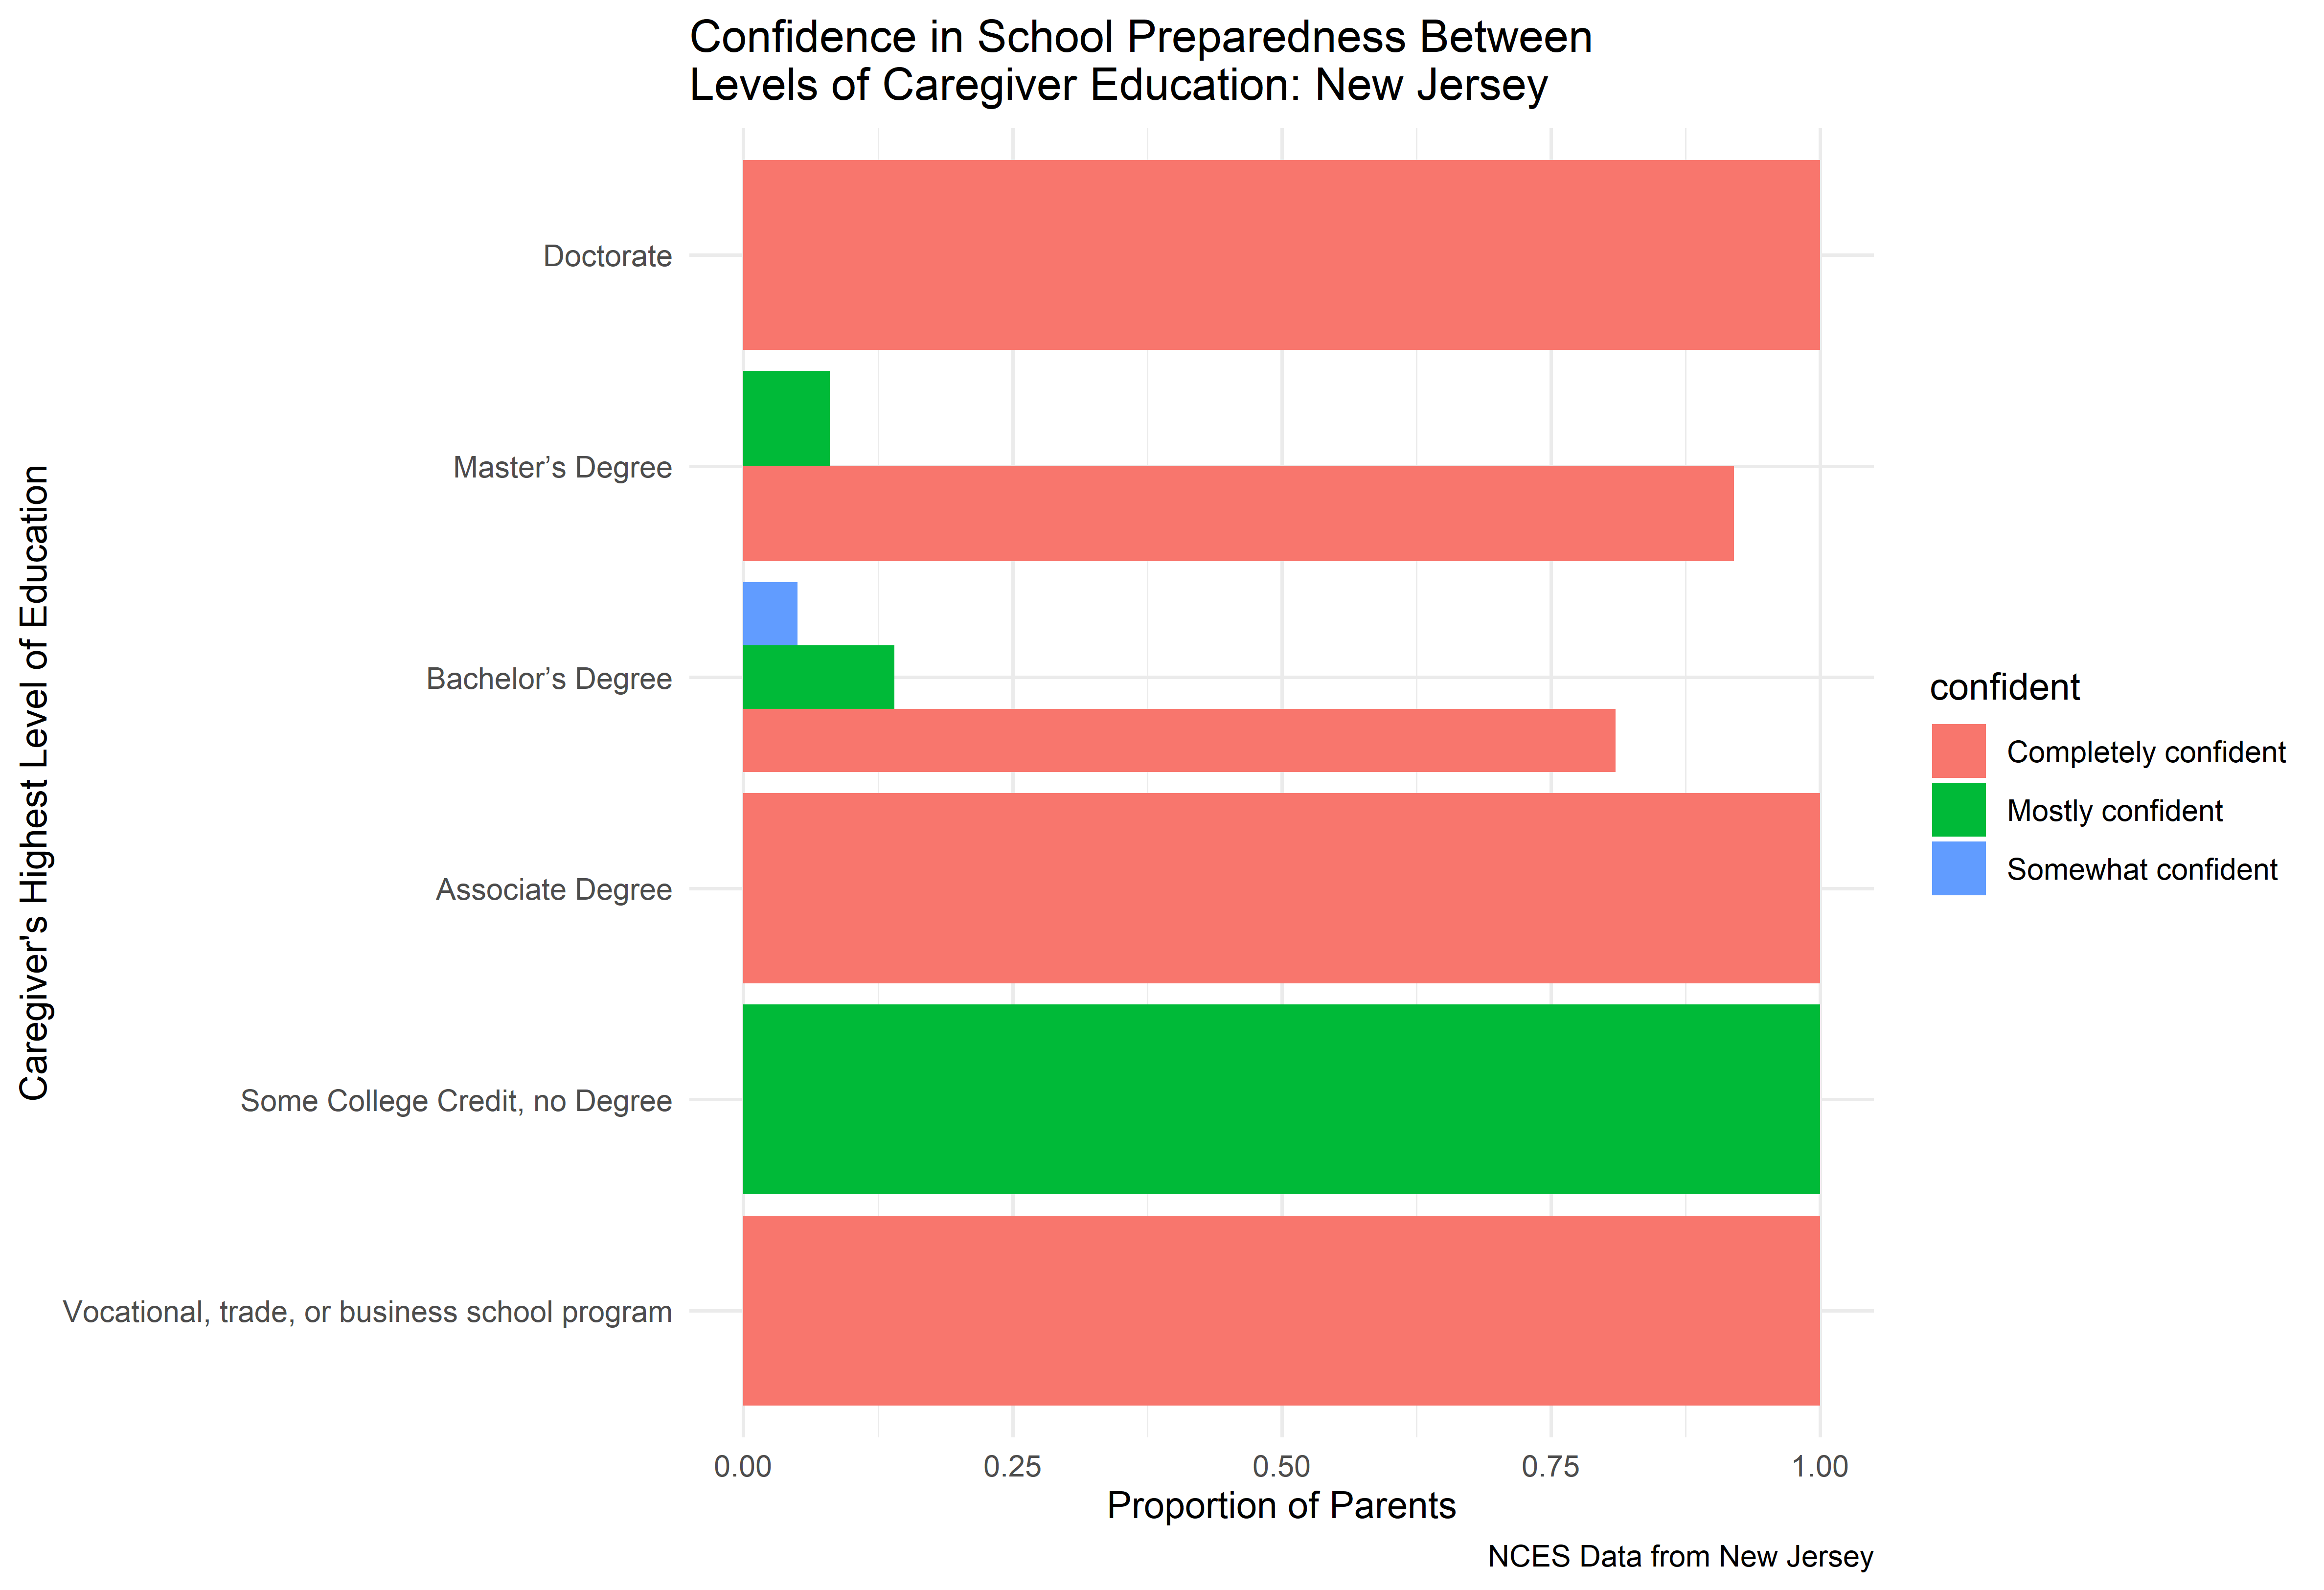 Confidence in School Preparedness Between
Levels of Caregiver Education: New Jersey
Caregiver's Highest Level of Education
Doctorate
Master’s Degree
Bachelor’s Degree
Associate Degree
Some College Credit, no Degree
Vocational, trade, or business school program
0.00 0.25 0.50 0.75 1.00
Proportion of Parents
confident
Completely confident
Mostly confident
Somewhat confident
NCES Data from New Jersey